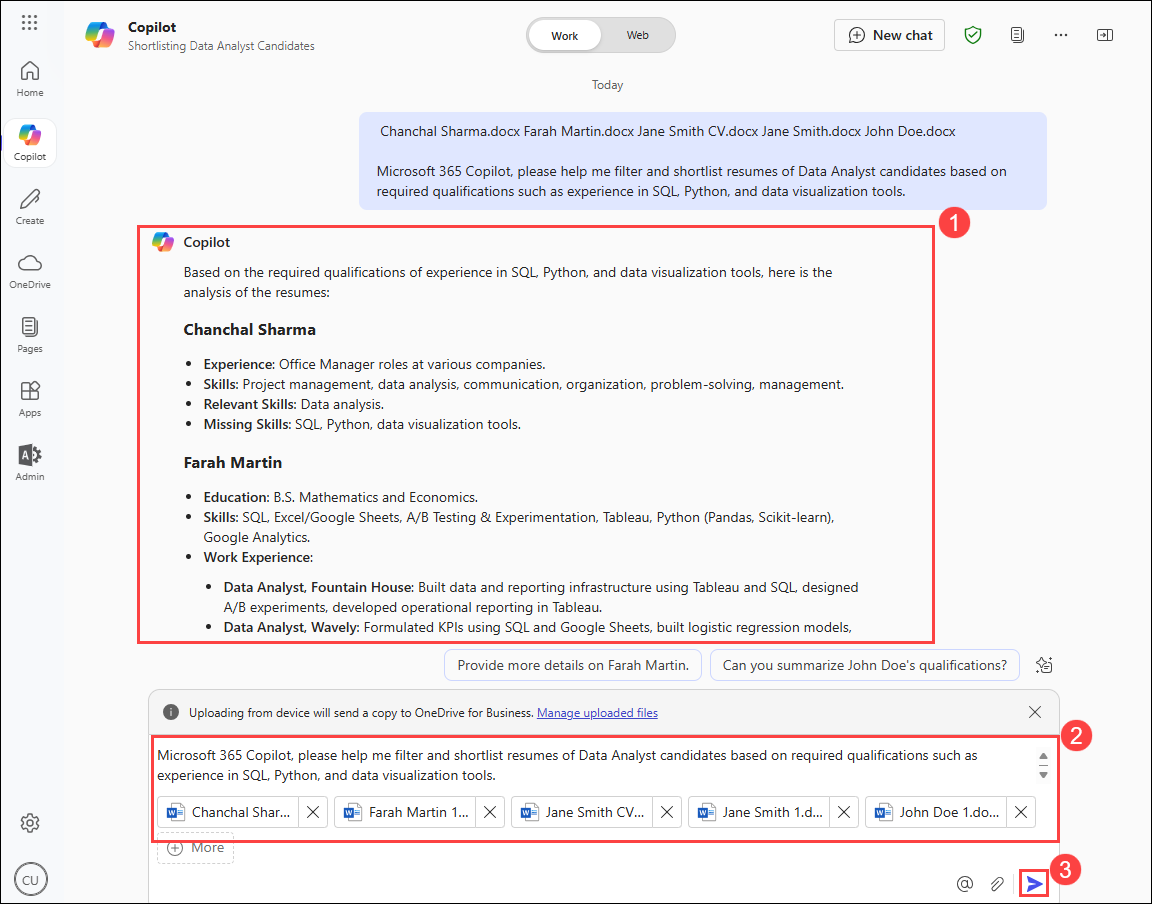 Copilot
Shortlisting Data Analyst Candidates
Work
Web
New chat
Home
Copilot
Create
OneDrive
Pages
Apps
A
Admin
CU
Today
Chanchal Sharma.docx Farah Martin.docx Jane Smith CV.docx Jane Smith.docx John Doe.docx
Microsoft 365 Copilot, please help me filter and shortlist resumes of Data Analyst candidates based on
required qualifications such as experience in SQL, Python, and data visualization tools.
1
Copilot
Based on the required qualifications of experience in SQL, Python, and data visualization tools, here is the
analysis of the resumes:
Chanchal Sharma
• Experience: Office Manager roles at various companies.
• Skills: Project management, data analysis, communication, organization, problem-solving, management.
• Relevant Skills: Data analysis.
• Missing Skills: SQL, Python, data visualization tools.
Farah Martin
• Education: B.S. Mathematics and Economics.
• Skills: SQL, Excel/Google Sheets, A/B Testing & Experimentation, Tableau, Python (Pandas, Scikit-learn),
Google Analytics.
• Work Experience:
• Data Analyst, Fountain House: Built data and reporting infrastructure using Tableau and SQL, designed
A/B experiments, developed operational reporting in Tableau.
• Data Analyst, Wavely: Formulated KPIs using SQL and Google Sheets, built logistic regression models,
Provide more details on Farah Martin.
Can you summarize John Doe's qualifications?
Uploading from device will send a copy to OneDrive for Business. Manage uploaded files
2
Microsoft 365 Copilot, please help me filter and shortlist resumes of Data Analyst candidates based on required qualifications such as
experience in SQL, Python, and data visualization tools.
W Chanchal Shar...
W Farah Martin 1...
W Jane Smith CV...
W Jane Smith 1.d...
W John Doe 1.do...
More
@
3